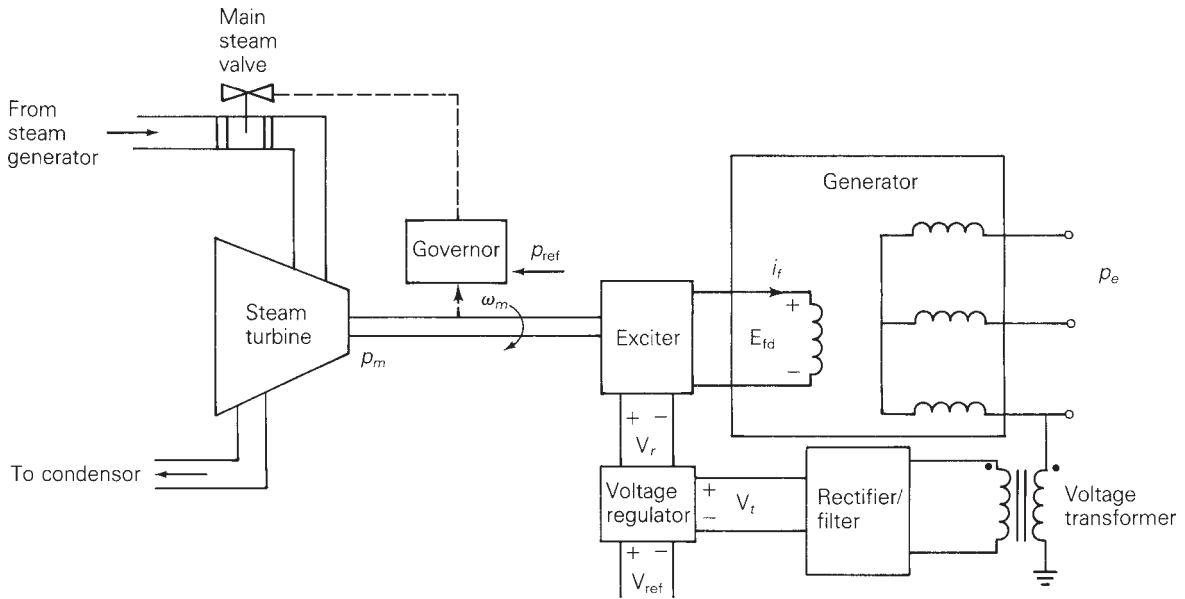 Main
steam
valve
From
steam
generator
Generator
Governor
p_ref
i_f
p_e
ω_m
+
Steam
turbine
Exciter
E_fd
p_m
−
+ −
V_r
To condensor
Voltage
regulator
+
V_t
−
Rectifier/
filter
Voltage
transformer
+ −
V_ref